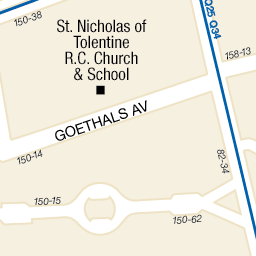 150-38
St. Nicholas of
Tolentine
R.C. Church
& School
Q25 Q34
158-13
GOETHALS AV
150-14
82-34
150-15
150-62